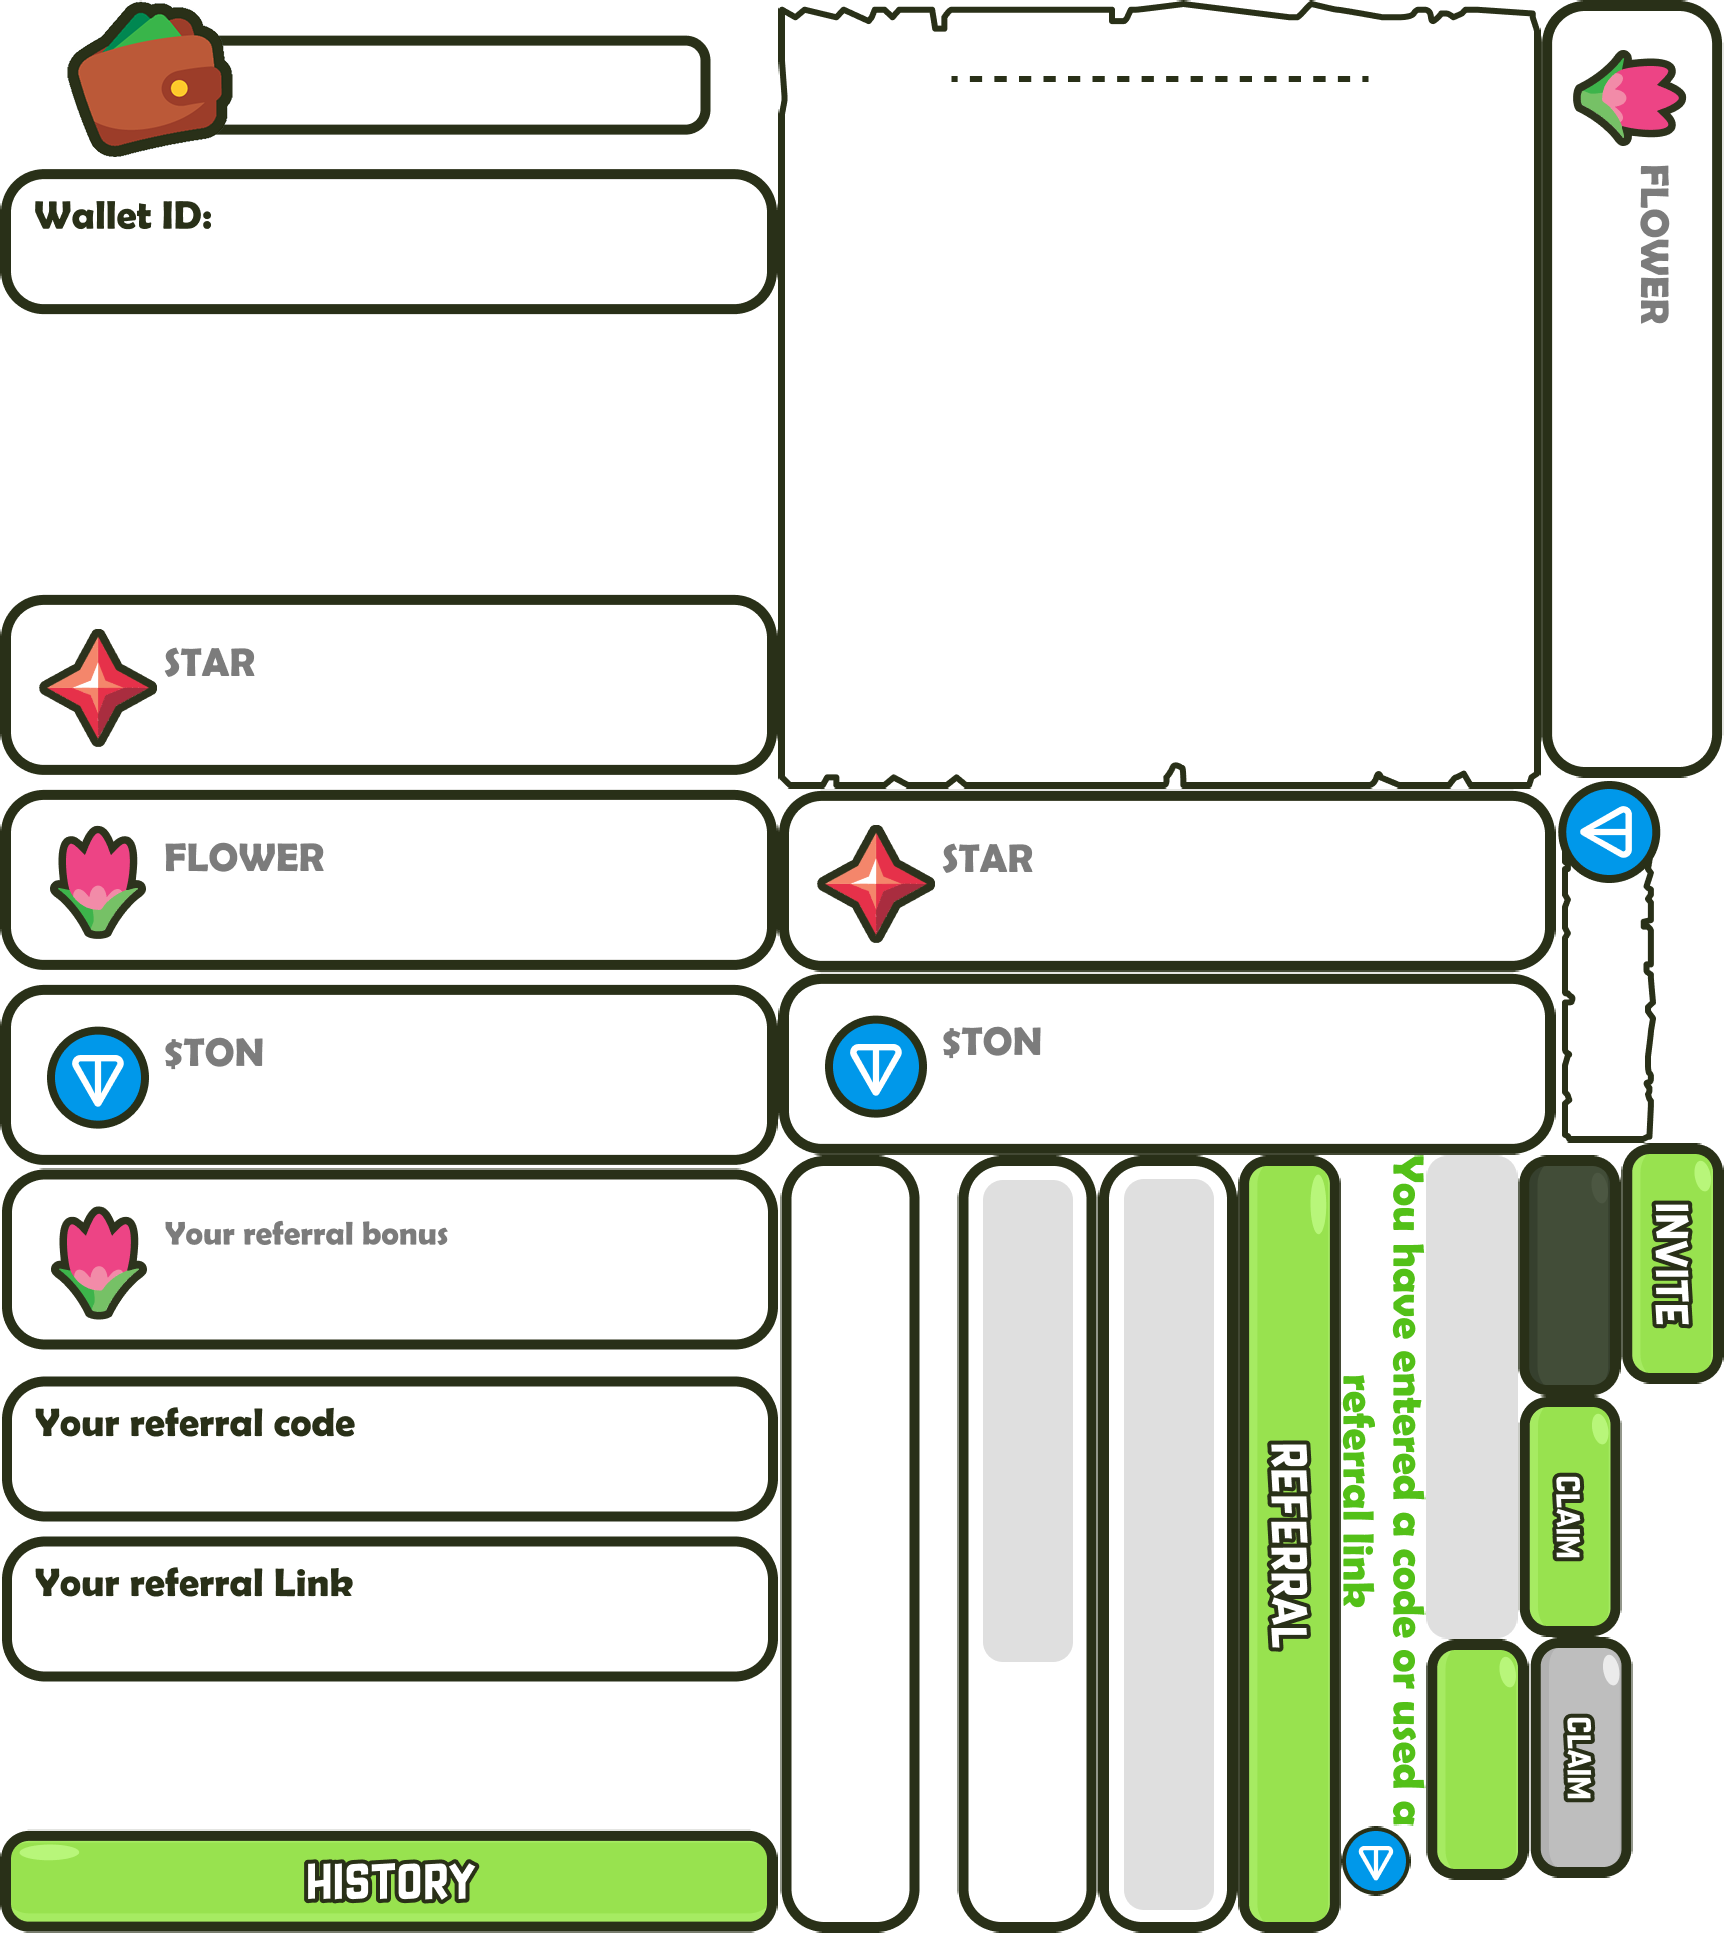 Wallet ID:
STAR
FLOWER
$TON
Your referral bonus
Your referral code
Your referral Link
HISTORY
STAR
$TON
FLOWER
REFERRAL
You have entered a code or used a
referral link
INVITE
CLAIM
CLAIM